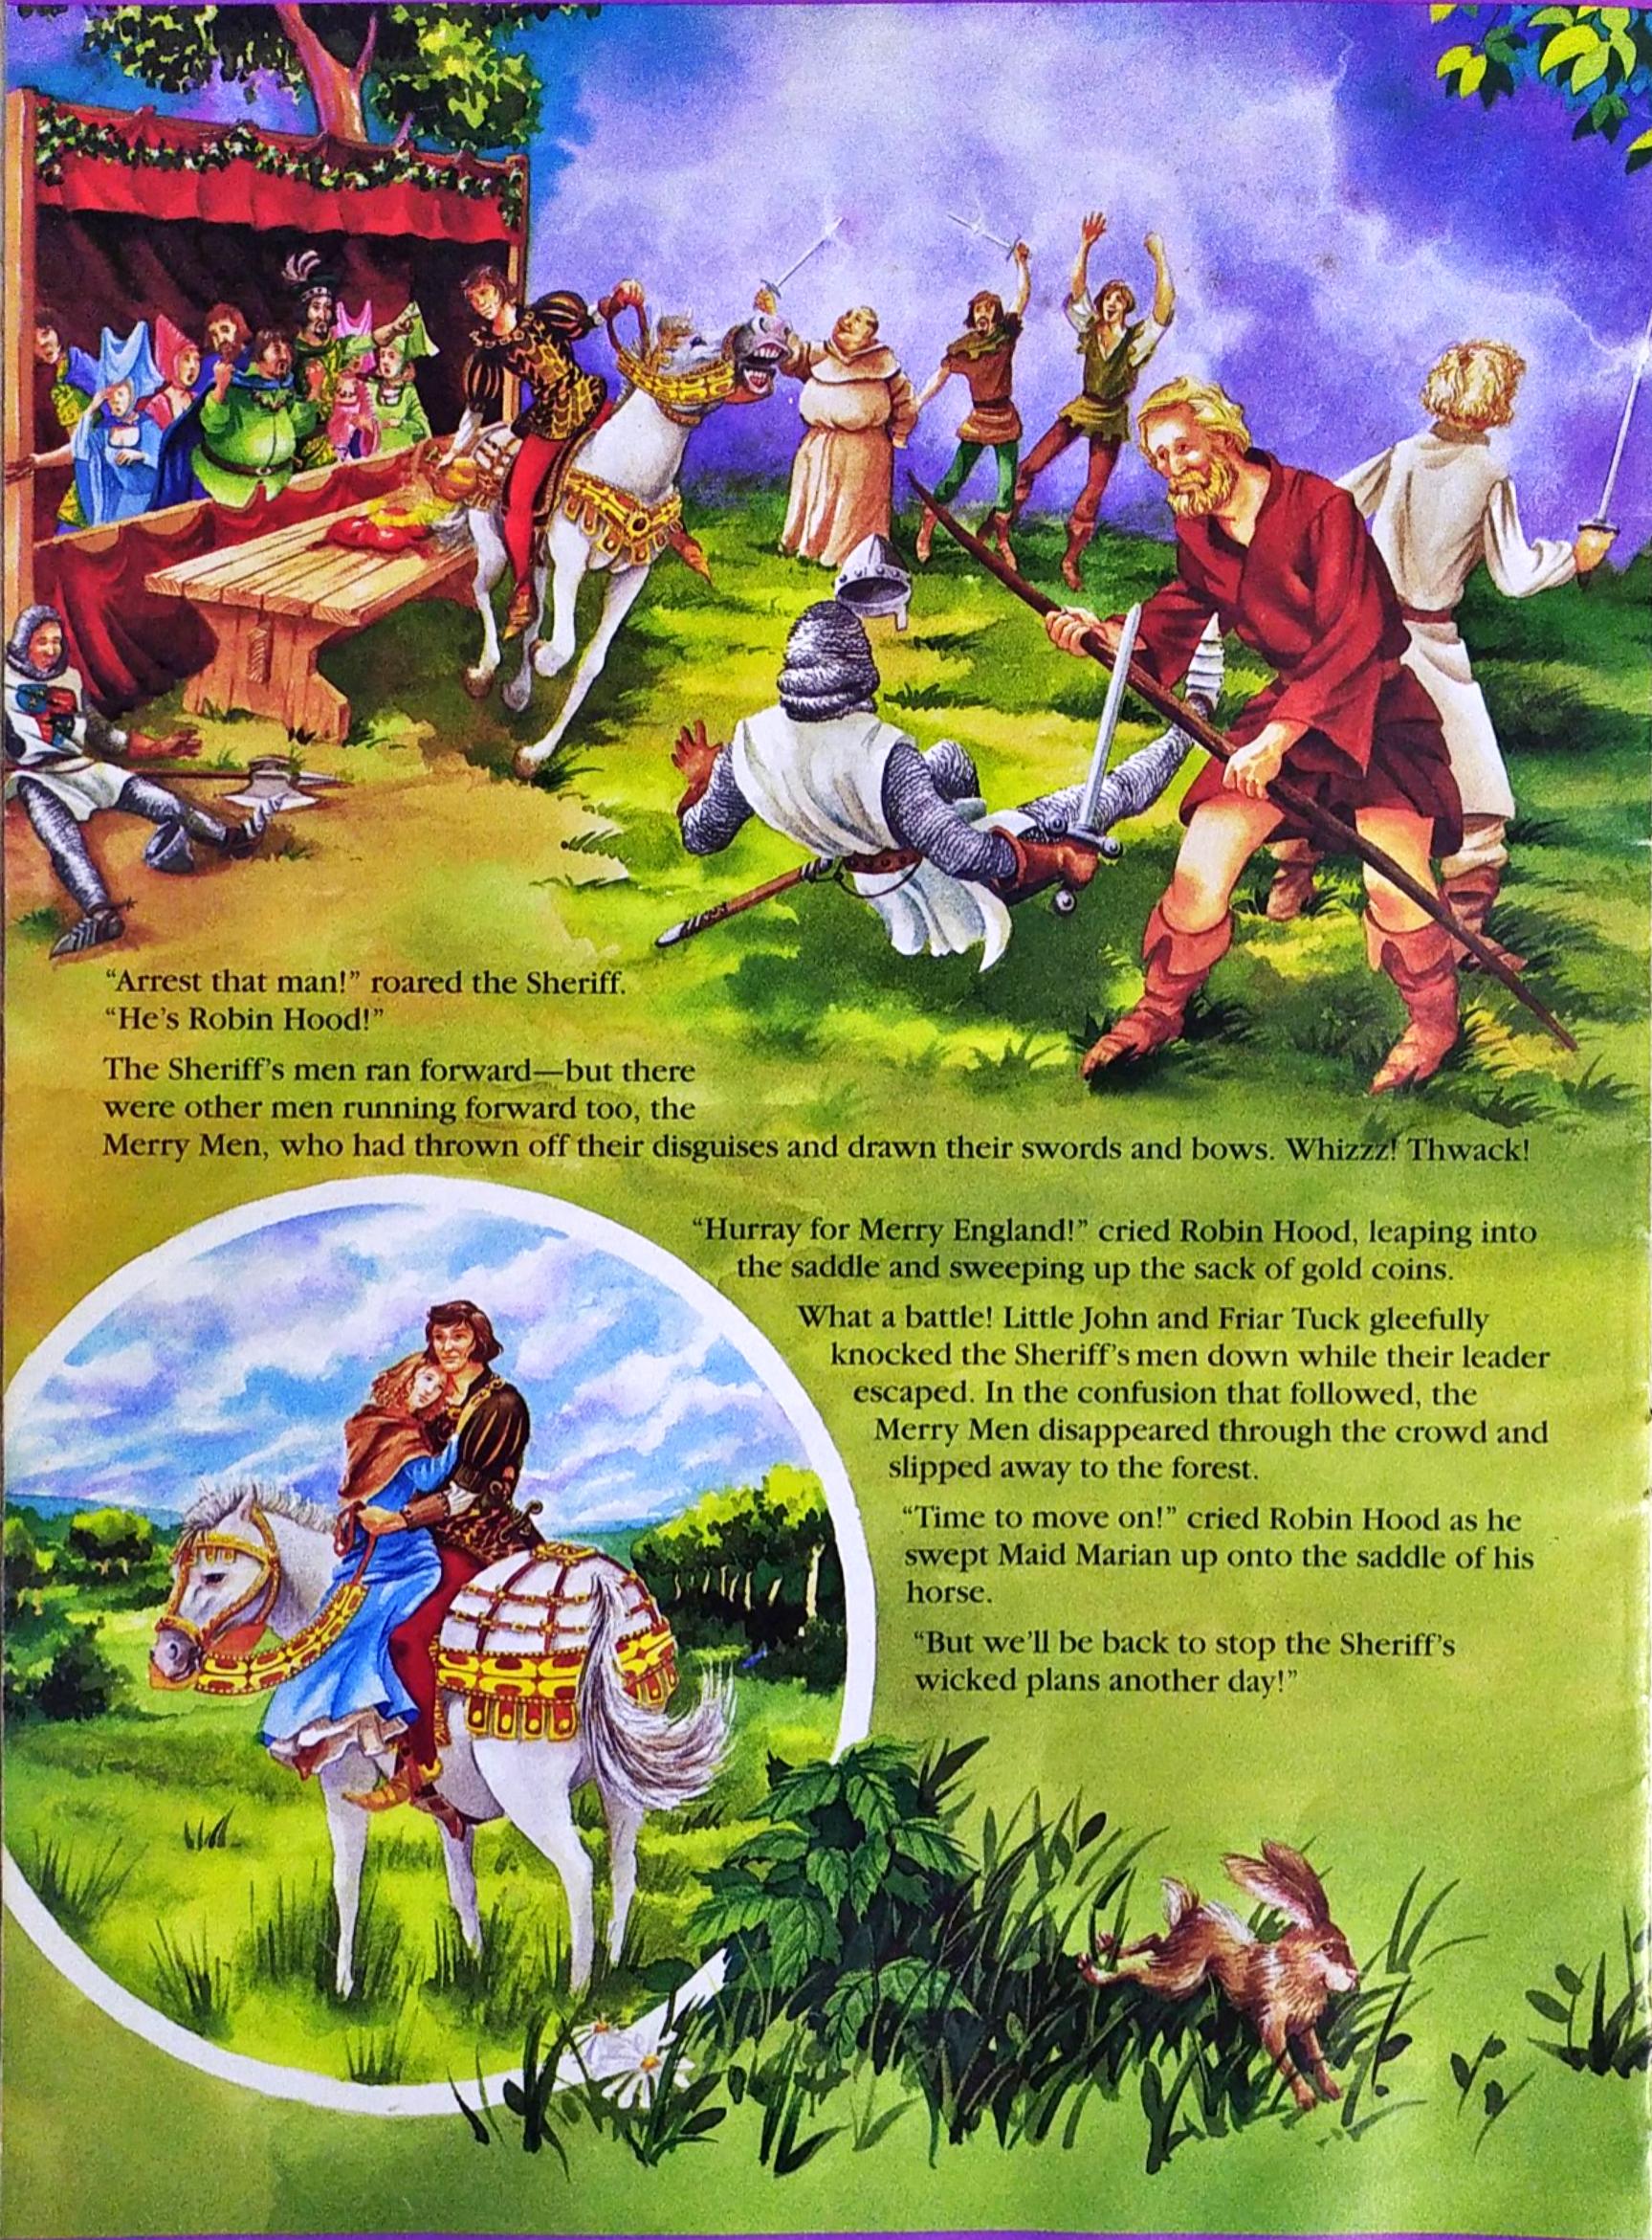 “Arrest that man!” roared the Sheriff.
“He’s Robin Hood!”
The Sheriff’s men ran forward—but there
were other men running forward too, the
Merry Men, who had thrown off their disguises and drawn their swords and bows. Whizzz! Thwack!
“Hurray for Merry England!” cried Robin Hood, leaping into
the saddle and sweeping up the sack of gold coins.
What a battle! Little John and Friar Tuck gleefully
knocked the Sheriff’s men down while their leader
escaped. In the confusion that followed, the
Merry Men disappeared through the crowd and
slipped away to the forest.
“Time to move on!” cried Robin Hood as he
swept Maid Marian up onto the saddle of his
horse.
“But we’ll be back to stop the Sheriff’s
wicked plans another day!”